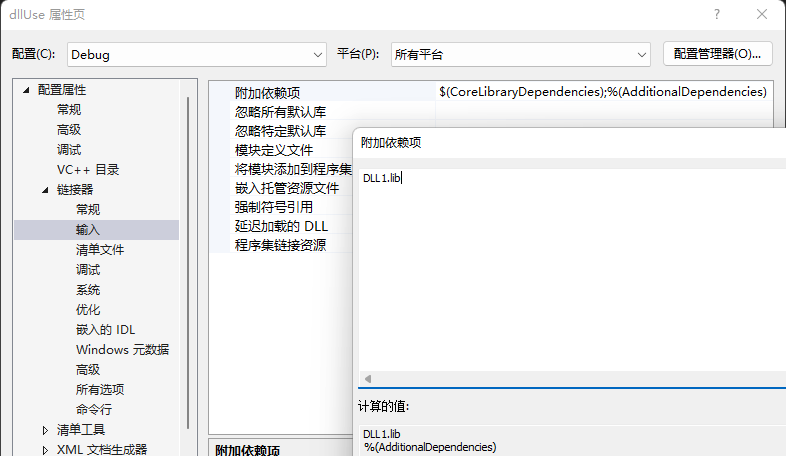 dllUse 属性页
配置(C): Debug 平台(P): 所有平台 配置管理器(O)...
配置属性
常规
高级
调试
VC++ 目录
链接器
常规
输入
清单文件
调试
系统
优化
嵌入的 IDL
Windows 元数据
高级
所有选项
命令行
清单工具
XML 文档生成器
附加依赖项 $(CoreLibraryDependencies);%(AdditionalDependencies)
忽略所有默认库
忽略特定默认库
模块定义文件
将模块添加到程序集
嵌入托管资源文件
强制符号引用
延迟加载的 DLL
程序集链接资源
附加依赖项
附加依赖项
DLL1.lib
计算的值:
DLL1.lib
%(AdditionalDependencies)